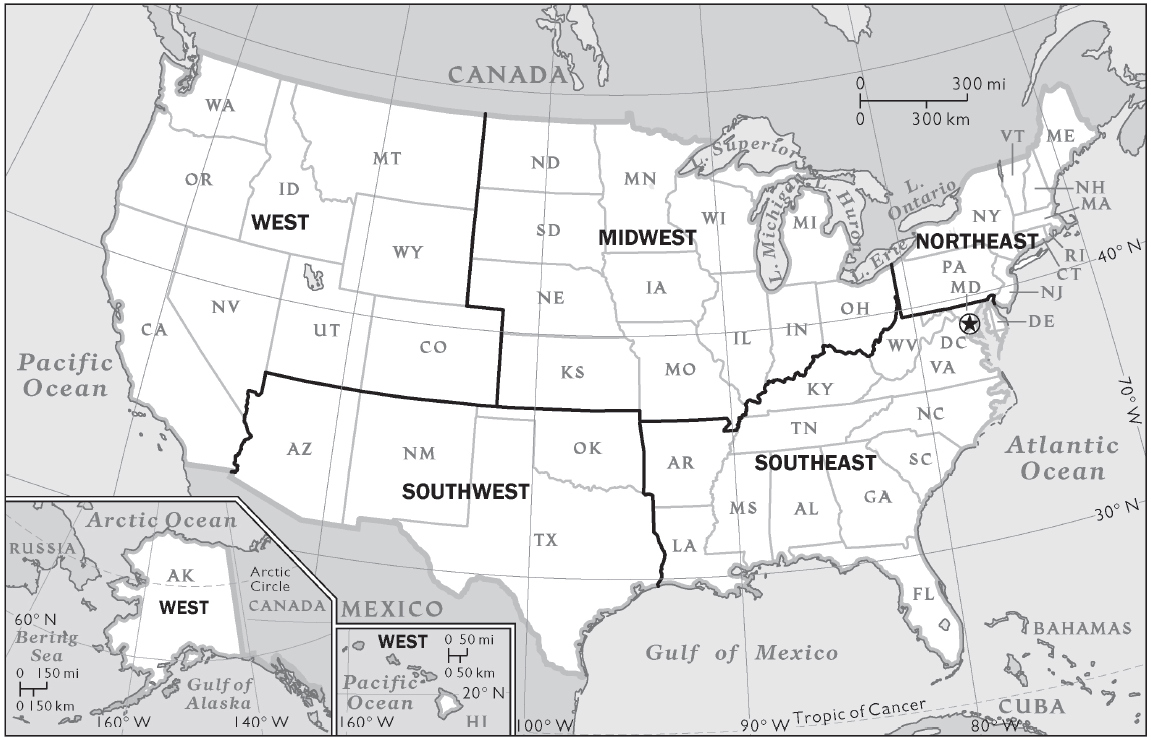 CANADA
0 300 mi
0 300 km
WA
MT
ND
MN
L. Superior
VT
ME
OR
ID
WEST
SD
WI
L. Michigan
MI
L. Huron
L.
Ontario
NY
NH
MA
WY
MIDWEST
NORTHEAST
L. Erie
40° N
RI
CT
PA
MD
NJ
NE
IA
OH
DE
NV
UT
CA
CO
IL
IN
WV
DC
VA
Pacific
Ocean
KS
MO
KY
70° W
NC
TN
AZ
NM
OK
AR
SOUTHEAST
SC
Atlantic
Ocean
SOUTHWEST
MS
AL
GA
30° N
TX
LA
FL
Arctic Ocean
RUSSIA
AK
WEST
Arctic
Circle
CANADA
60° N
Bering
Sea
0 150 mi
0 150 km
Gulf of
Alaska
160° W
140° W
MEXICO
WEST
0 50 mi
0 50 km
Pacific
Ocean
20° N
HI
160° W
100° W
Gulf of Mexico
BAHAMAS
90° W
Tropic of Cancer
CUBA
80° W